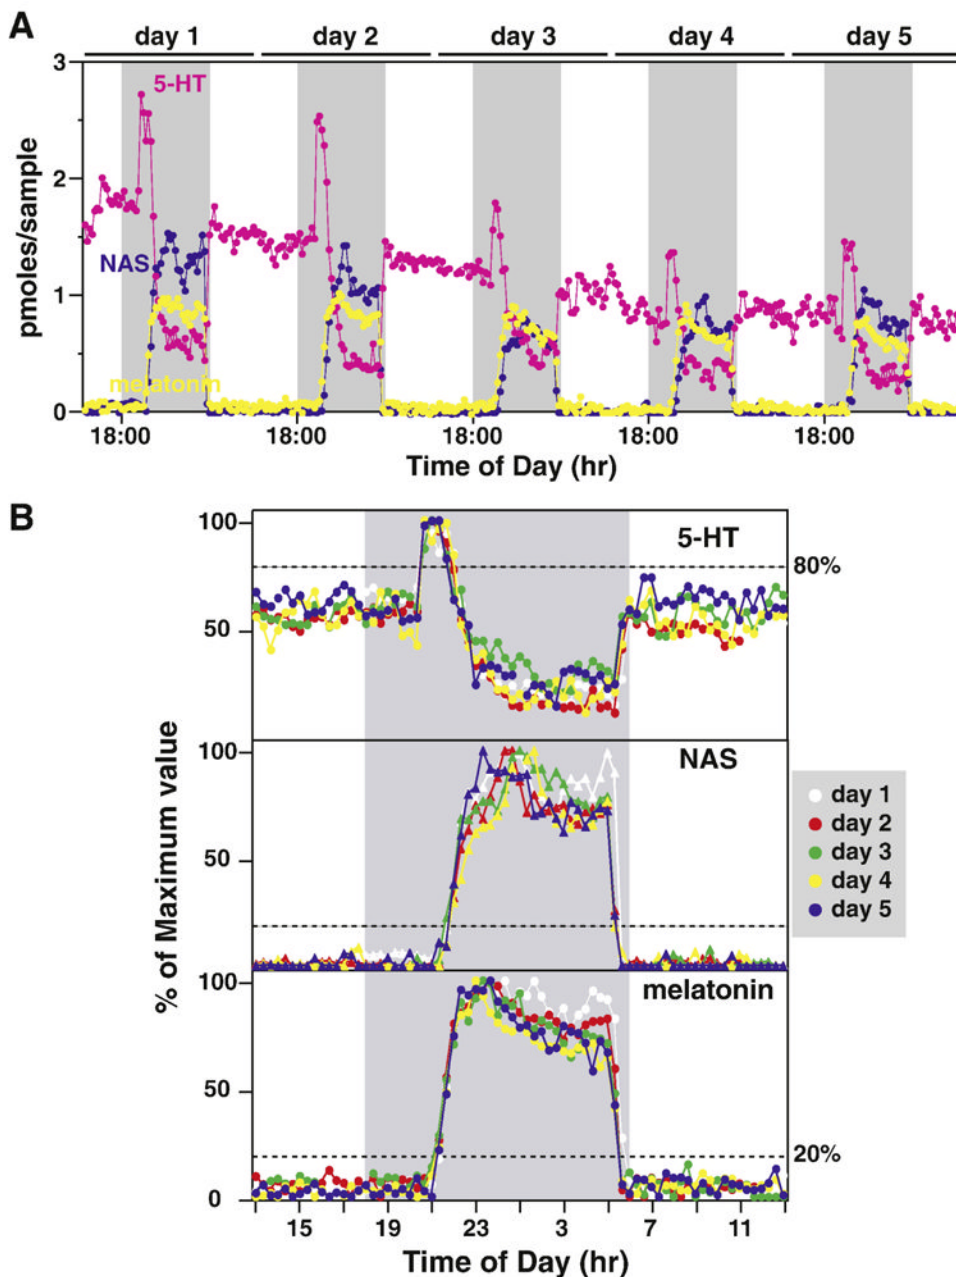 A
day 1 day 2 day 3 day 4 day 5
3
5-HT
2
NAS
1
melatonin
0
pmoles/sample
18:00 18:00 18:00 18:00 18:00
Time of Day (hr)
B
100
5-HT
80%
50
100
NAS
50
day 1
day 2
day 3
day 4
day 5
100
melatonin
50
20%
0
% of Maximum value
15 19 23 3 7 11
Time of Day (hr)